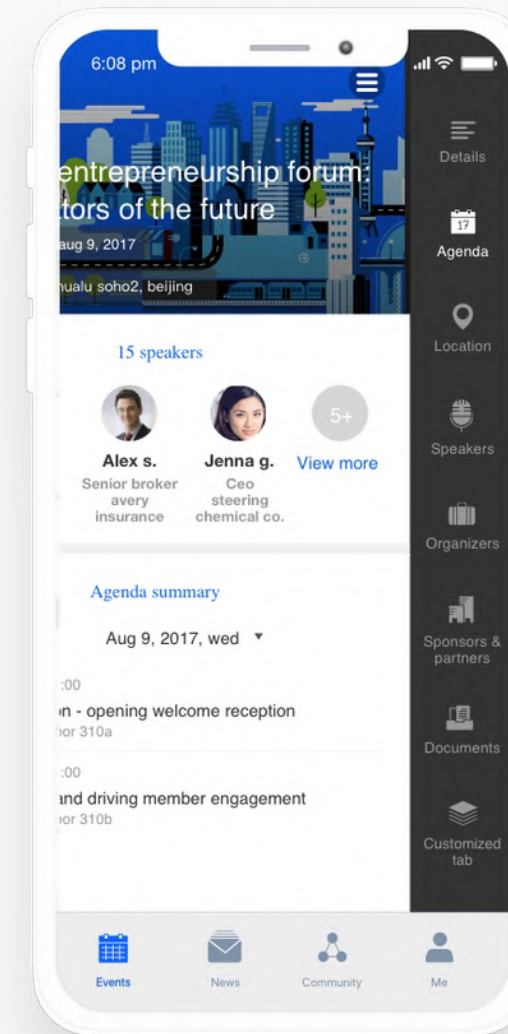 6:08 pm
entrepreneurship forum:
tors of the future
aug 9, 2017
hualu soho2, beijing
15 speakers
5+
Alex s.
Jenna g.
View more
Senior broker
avery
insurance
Ceo
steering
chemical co.
Agenda summary
Aug 9, 2017, wed
:00
on - opening welcome reception
oor 310a
:00
and driving member engagement
oor 310b
Details
17
Agenda
Location
Speakers
Organizers
Sponsors &
partners
Documents
Customized
tab
Events
News
Community
Me